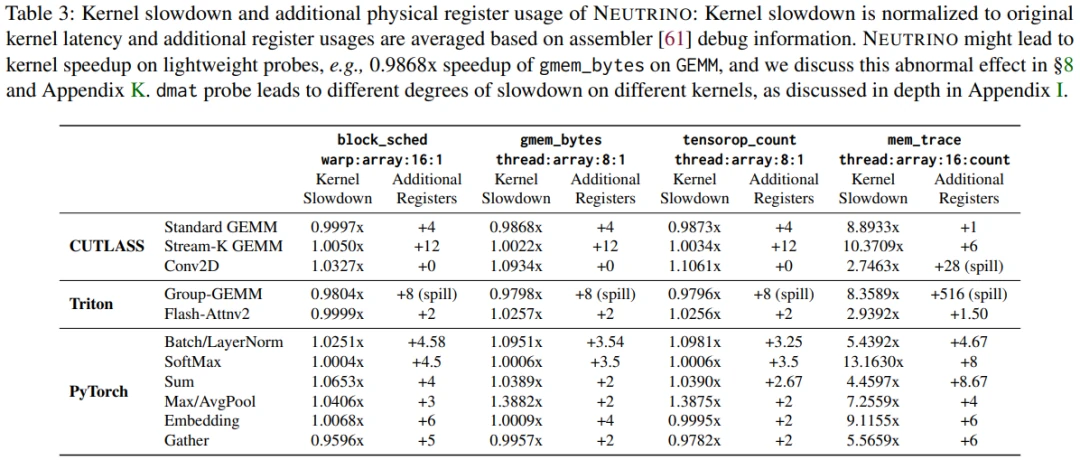 Table 3: Kernel slowdown and additional physical register usage of NEUTRINO: Kernel slowdown is normalized to original
kernel latency and additional register usages are averaged based on assembler [61] debug information. NEUTRINO might lead to
kernel speedup on lightweight probes, e.g., 0.9868x speedup of gmem_bytes on GEMM, and we discuss this abnormal effect in §8
and Appendix K. dmat probe leads to different degrees of slowdown on different kernels, as discussed in depth in Appendix I.
block_sched gmem_bytes tensorop_count mem_trace
warp:array:16:1 thread:array:8:1 thread:array:8:1 thread:array:16:count
Kernel Additional Kernel Additional Kernel Additional Kernel Additional
Slowdown Registers Slowdown Registers Slowdown Registers Slowdown Registers
Standard GEMM 0.9997x +4 0.9868x +4 0.9873x +4 8.8933x +1
CUTLASS Stream-K GEMM 1.0050x +12 1.0022x +12 1.0034x +12 10.3709x +6
Conv2D 1.0327x +0 1.0934x +0 1.1061x +0 2.7463x +28 (spill)
Triton Group-GEMM 0.9804x +8 (spill) 0.9798x +8 (spill) 0.9796x +8 (spill) 8.3589x +516 (spill)
Flash-Attnv2 0.9999x +2 1.0257x +2 1.0256x +2 2.9392x +1.50
Batch/LayerNorm 1.0251x +4.58 1.0951x +3.54 1.0981x +3.25 5.4392x +4.67
SoftMax 1.0004x +4.5 1.0006x +3.5 1.0006x +3.5 13.1630x +8
Sum 1.0653x +4 1.0389x +2 1.0390x +2.67 4.4597x +8.67
PyTorch Max/AvgPool 1.0406x +3 1.3882x +2 1.3875x +2 7.2559x +4
Embedding 1.0068x +6 1.0009x +4 0.9995x +2 9.1155x +6
Gather 0.9596x +5 0.9957x +2 0.9782x +2 5.5659x +6